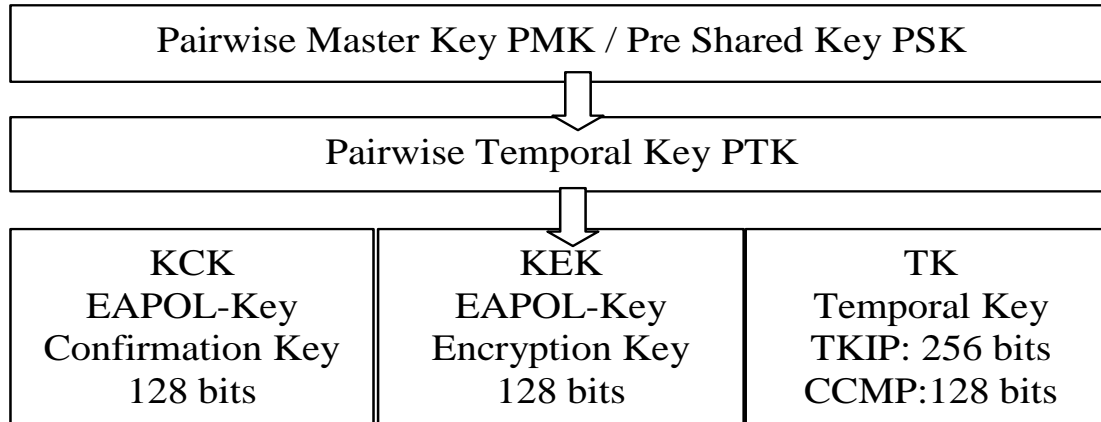 Pairwise Master Key PMK / Pre Shared Key PSK
Pairwise Temporal Key PTK
KCK
EAPOL-Key
Confirmation Key
128 bits
KEK
EAPOL-Key
Encryption Key
128 bits
TK
Temporal Key
TKIP: 256 bits
CCMP:128 bits